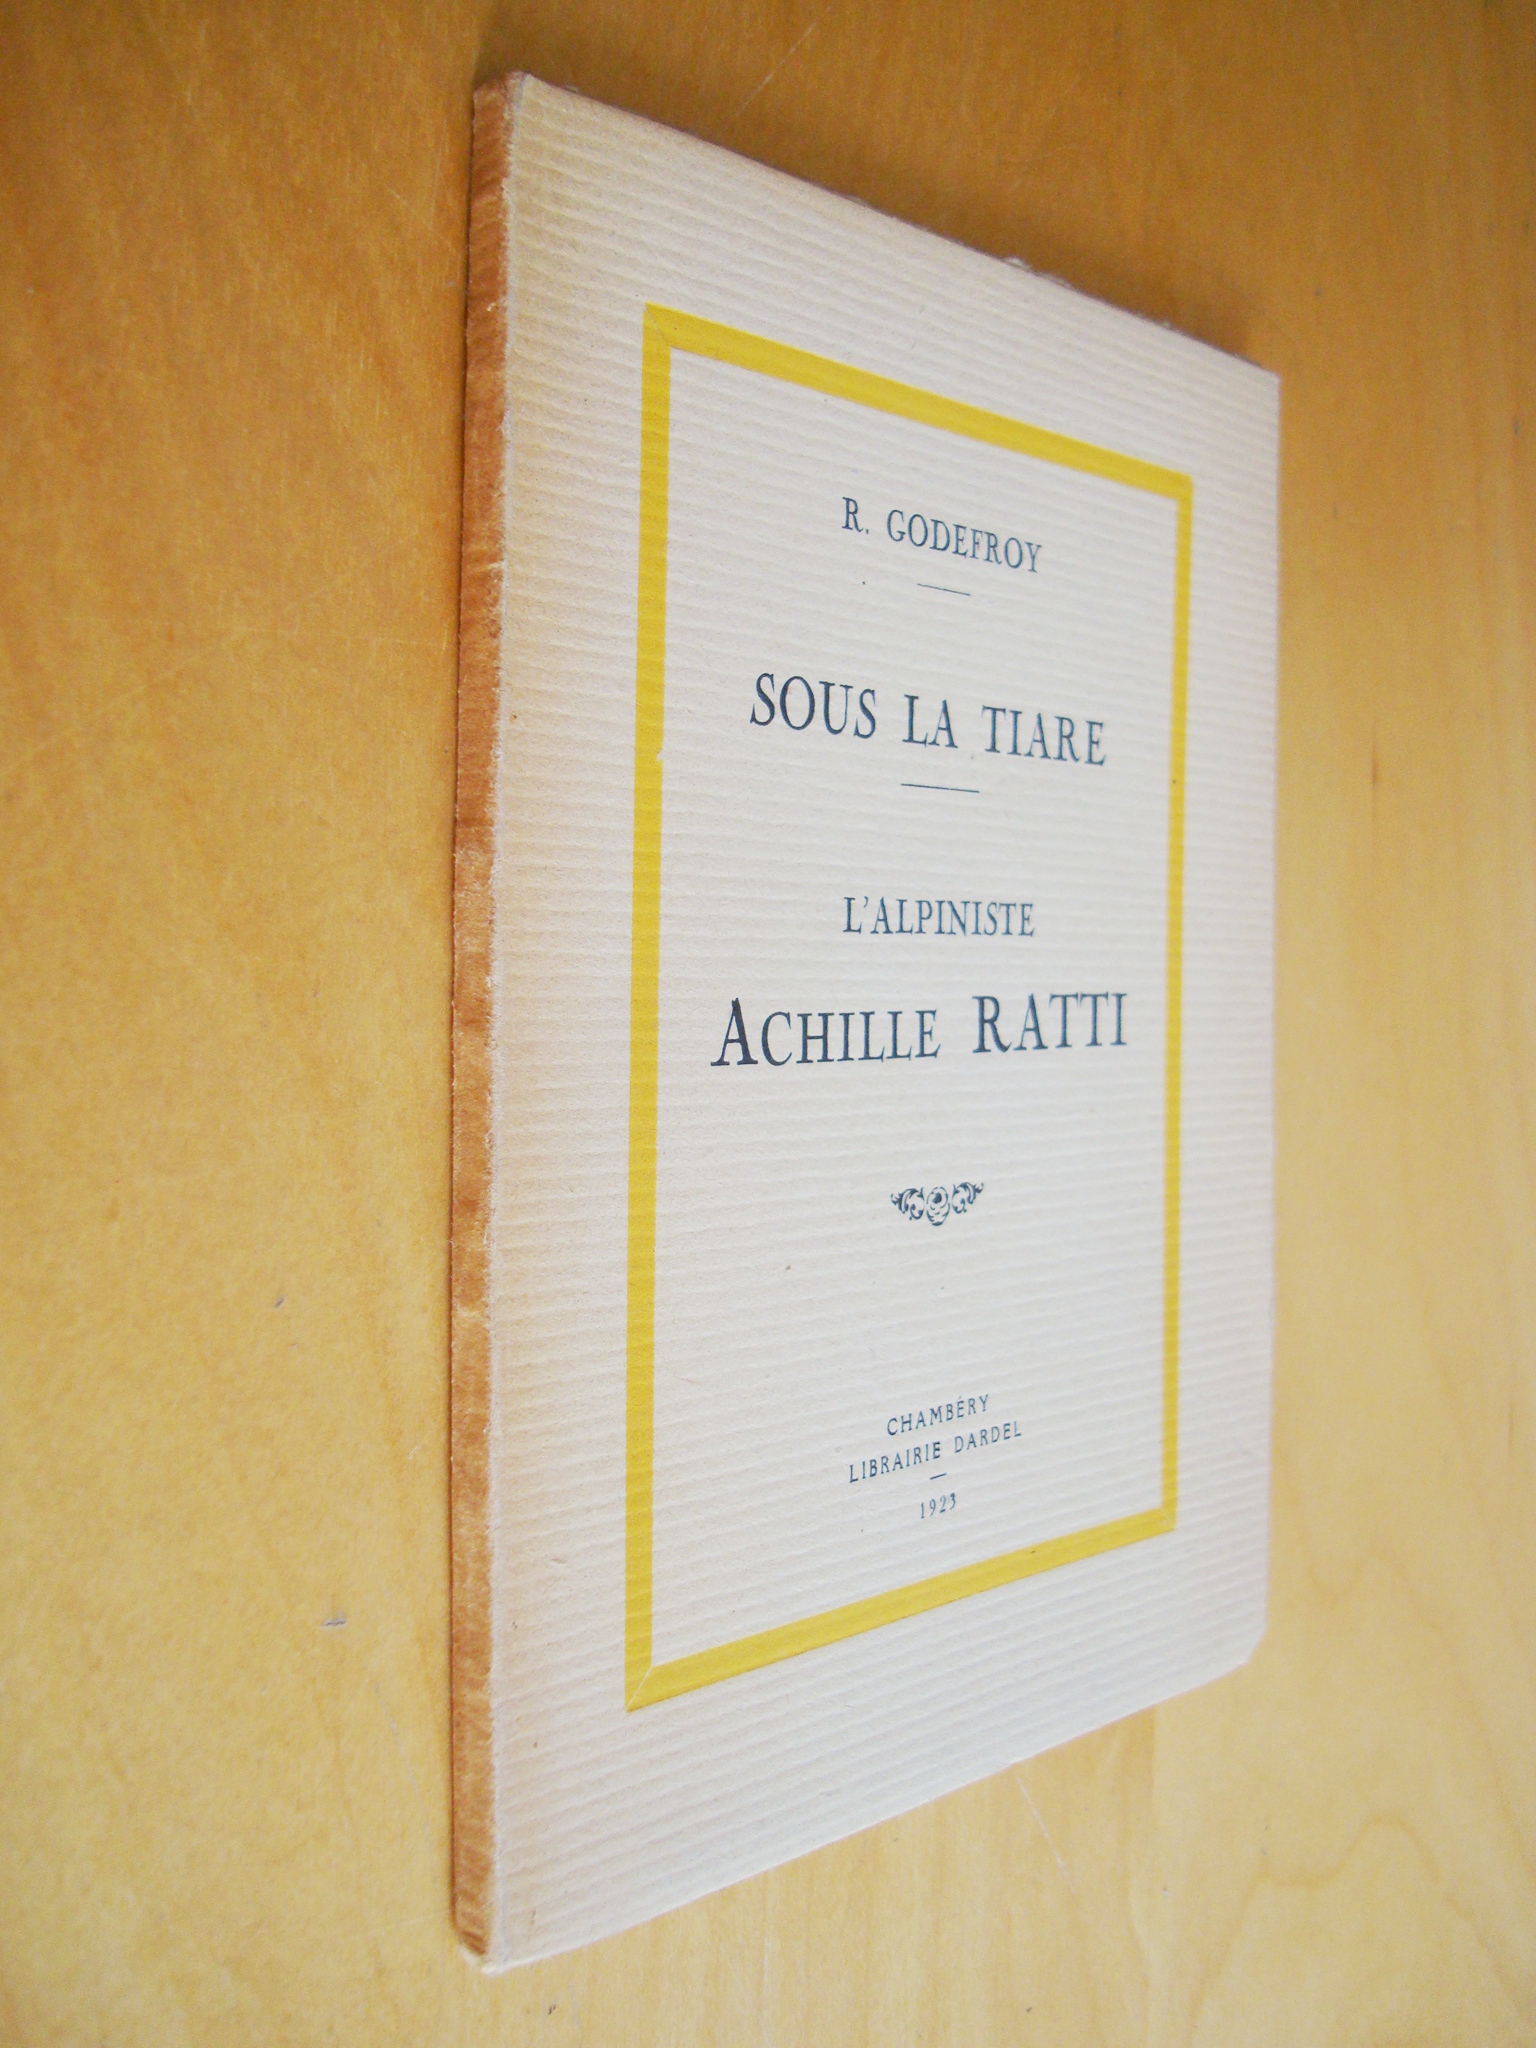 R. GODEFROY
SOUS LA TIARE
L'ALPINISTE
ACHILLE RATTI
CHAMBÉRY
LIBRAIRIE DARDEL
1923